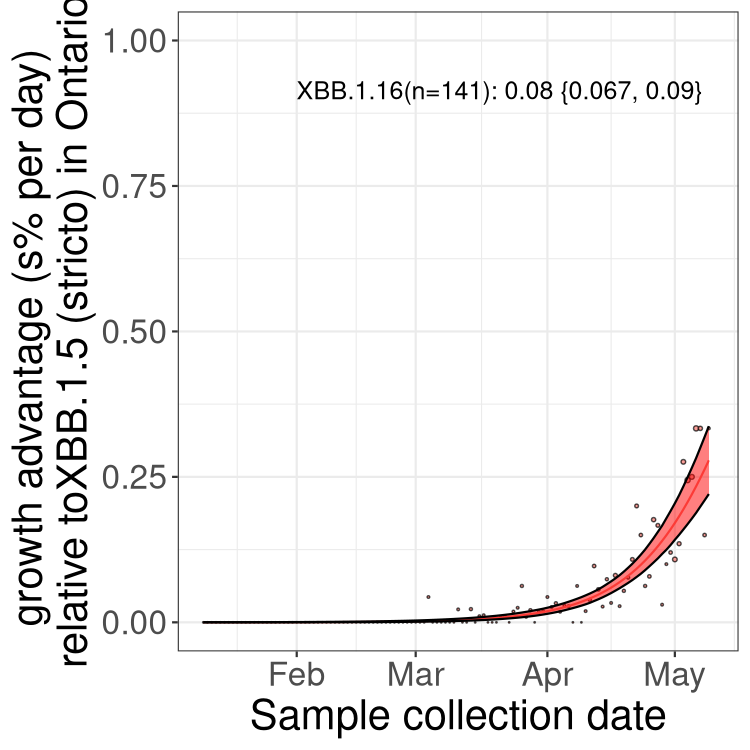 growth advantage (s% per day)
relative toXBB.1.5 (stricto) in Ontario
1.00
0.75
0.50
0.25
0.00
XBB.1.16(n=141): 0.08 {0.067, 0.09}
Feb
Mar
Apr
May
Sample collection date